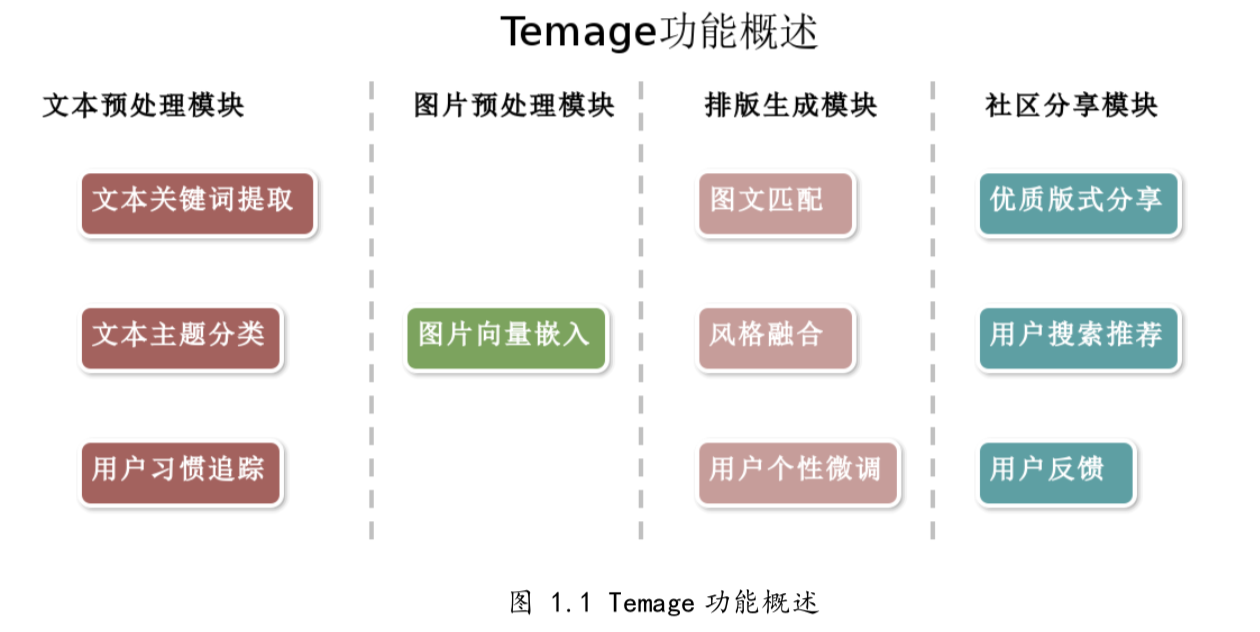 Temage功能概述
文本预处理模块
图片预处理模块
排版生成模块
社区分享模块
文本关键词提取
图文匹配
优质版式分享
文本主题分类
图片向量嵌入
风格融合
用户搜索推荐
用户习惯追踪
用户个性微调
用户反馈
图 1.1 Temage 功能概述